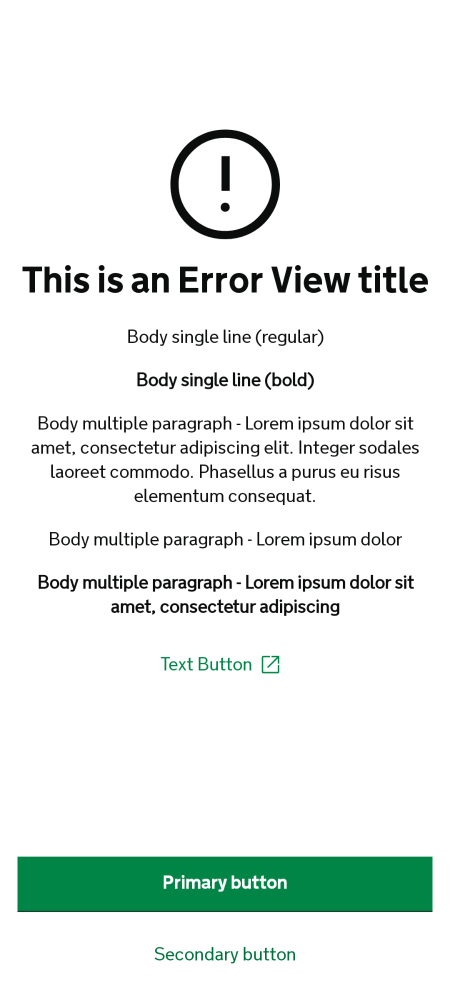 This is an Error View title
Body single line (regular)
Body single line (bold)
Body multiple paragraph - Lorem ipsum dolor sit
amet, consectetur adipiscing elit. Integer sodales
laoreet commodo. Phasellus a purus eu risus
elementum consequat.
Body multiple paragraph - Lorem ipsum dolor
Body multiple paragraph - Lorem ipsum dolor sit
amet, consectetur adipiscing
Text Button
Primary button
Secondary button